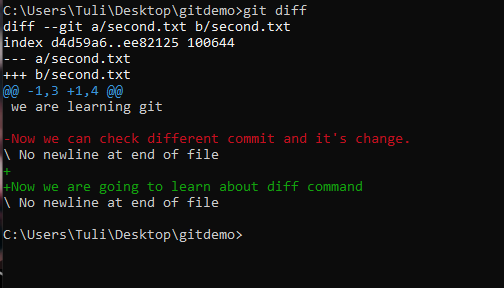 C:\Users\Tuli\Desktop\gitdemo>git diff
diff --git a/second.txt b/second.txt
index d4d59a6..ee82125 100644
--- a/second.txt
+++ b/second.txt
@@ -1,3 +1,4 @@
 we are learning git

-Now we can check different commit and it's change.
\ No newline at end of file
+
+Now we are going to learn about diff command
\ No newline at end of file

C:\Users\Tuli\Desktop\gitdemo>